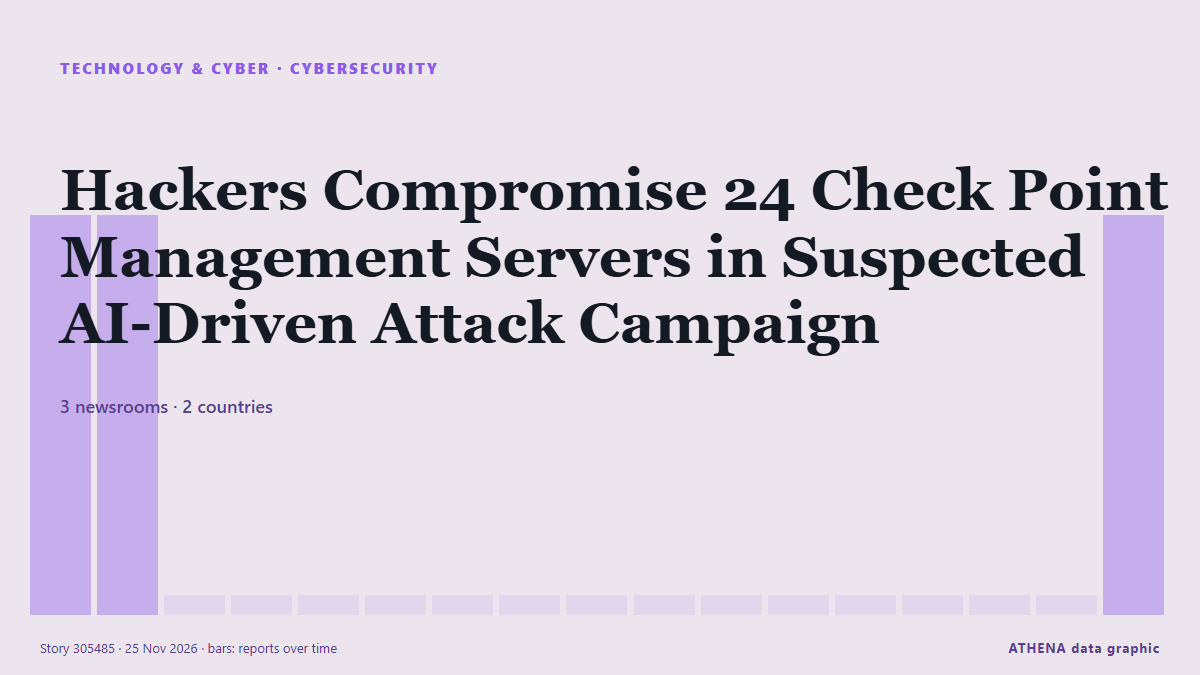 TECHNOLOGY & CYBER · CYBERSECURITY
Hackers Compromise 24 Check Point
Management Servers in Suspected
AI-Driven Attack Campaign
3 newsrooms · 2 countries
Story 305485 · 25 Nov 2026 · bars: reports over time
ATHENA data graphic